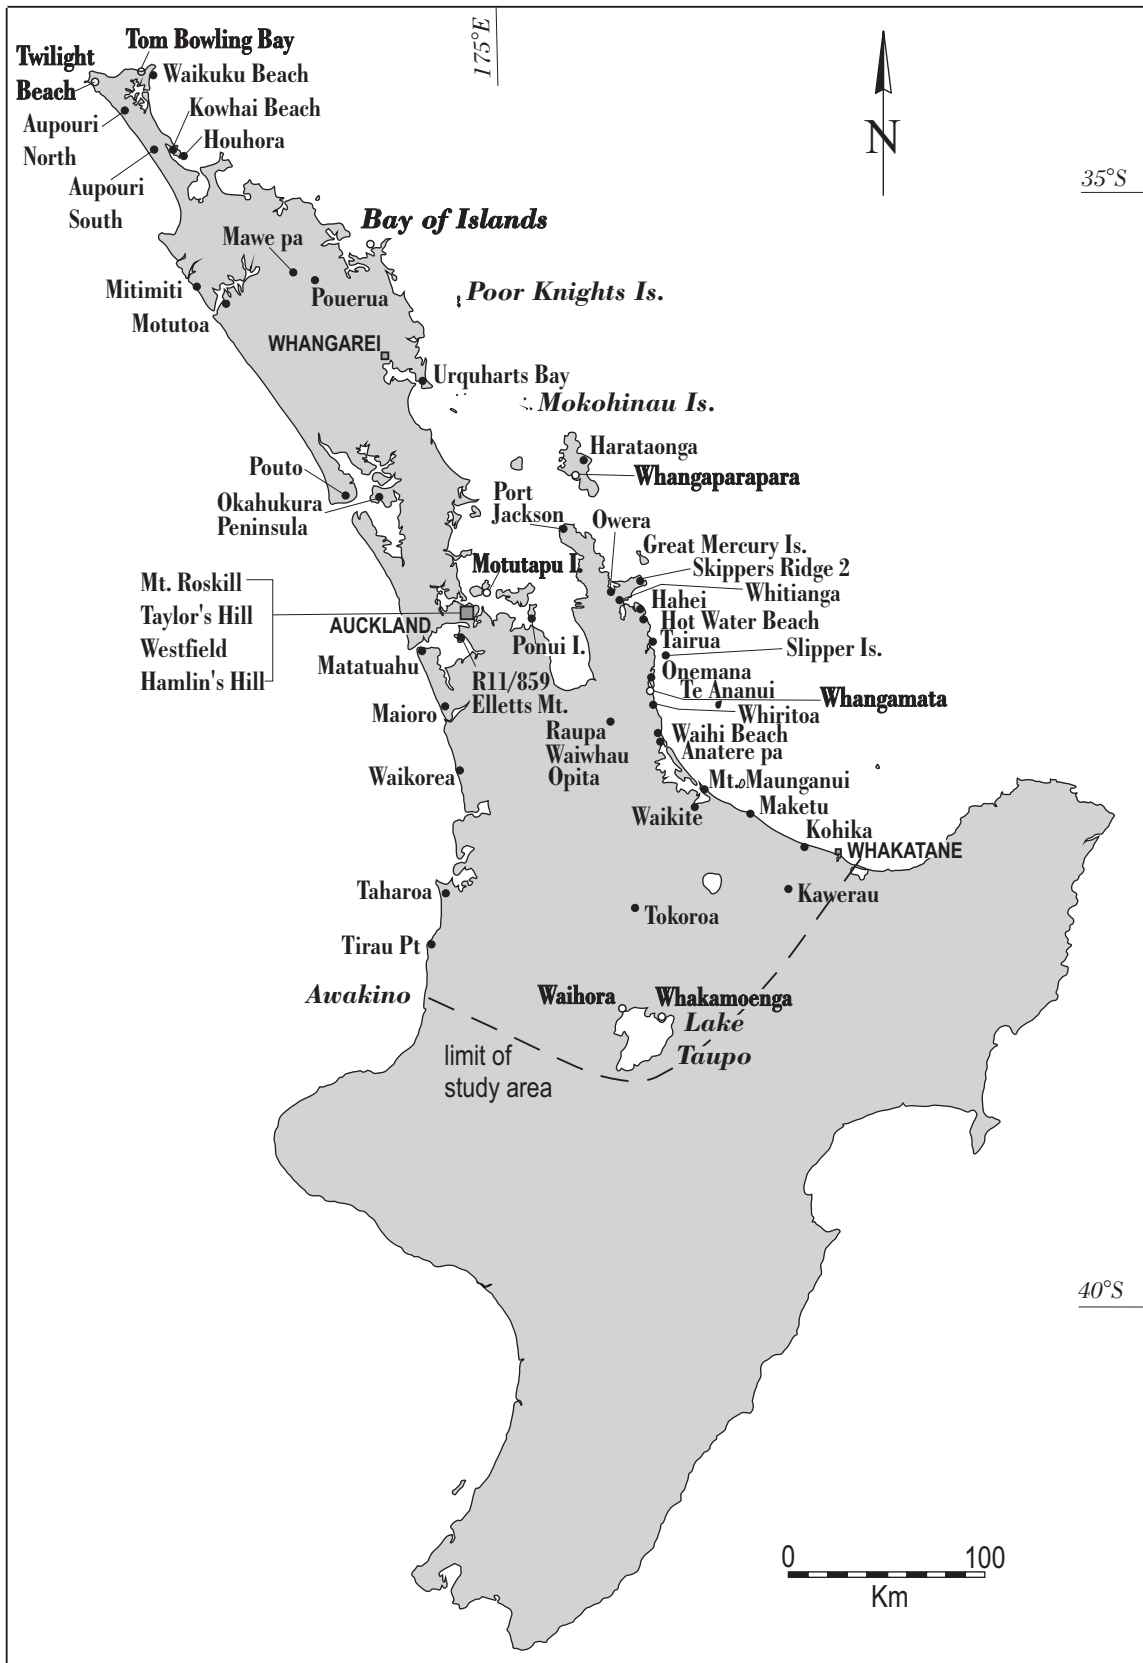 175°E
Tom Bowling Bay
Twilight
Beach
Waikuku Beach
Kowhai Beach
Aupouri
North
Houhora
N
35°S
Aupouri
South
Bay of Islands
Mawe pa
Mitimiti
Pouerua
Poor Knights Is.
Motutoa
WHANGAREI
Urquharts Bay
Mokohinau Is.
Harataonga
Pouto
Whangaparapara
Okahukura
Peninsula
Port
Jackson
Owera
Great Mercury Is.
Motutapu I.
Skippers Ridge 2
Mt. Roskill
Whitianga
Hahei
Taylor's Hill
AUCKLAND
Hot Water Beach
Westfield
Ponui I.
Tairua
Matatuahu
Slipper Is.
Hamlin's Hill
R11/859
Elletts Mt.
Onemana
Te Ananui
Whangamata
Maioro
Whiritoa
Raupa
Waiwhau
Opita
Waihi Beach
Anatere pa
Waikorea
Mt. Maunganui
Waikite
Maketu
Kohika
WHAKATANE
Taharoa
Kawerau
Tokoroa
Tirau Pt
Awakino
Waihora
Whakamoenga
Lake
Taupo
limit of
study area
40°S
0 100
Km